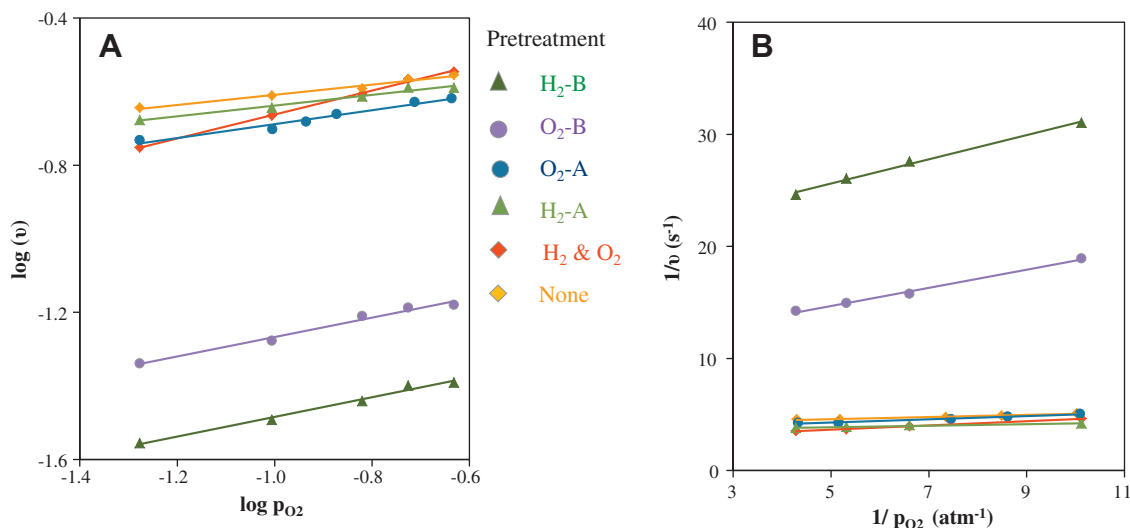 A
log (υ)
-0.4
-0.8
-1.2
-1.6
-1.4
-1.2
-1.0
-0.8
-0.6
log pO2
Pretreatment
H2-B
O2-B
O2-A
H2-A
H2 & O2
None
B
1/υ (s-1)
40
30
20
10
0
3
5
7
9
11
1/ pO2 (atm-1)